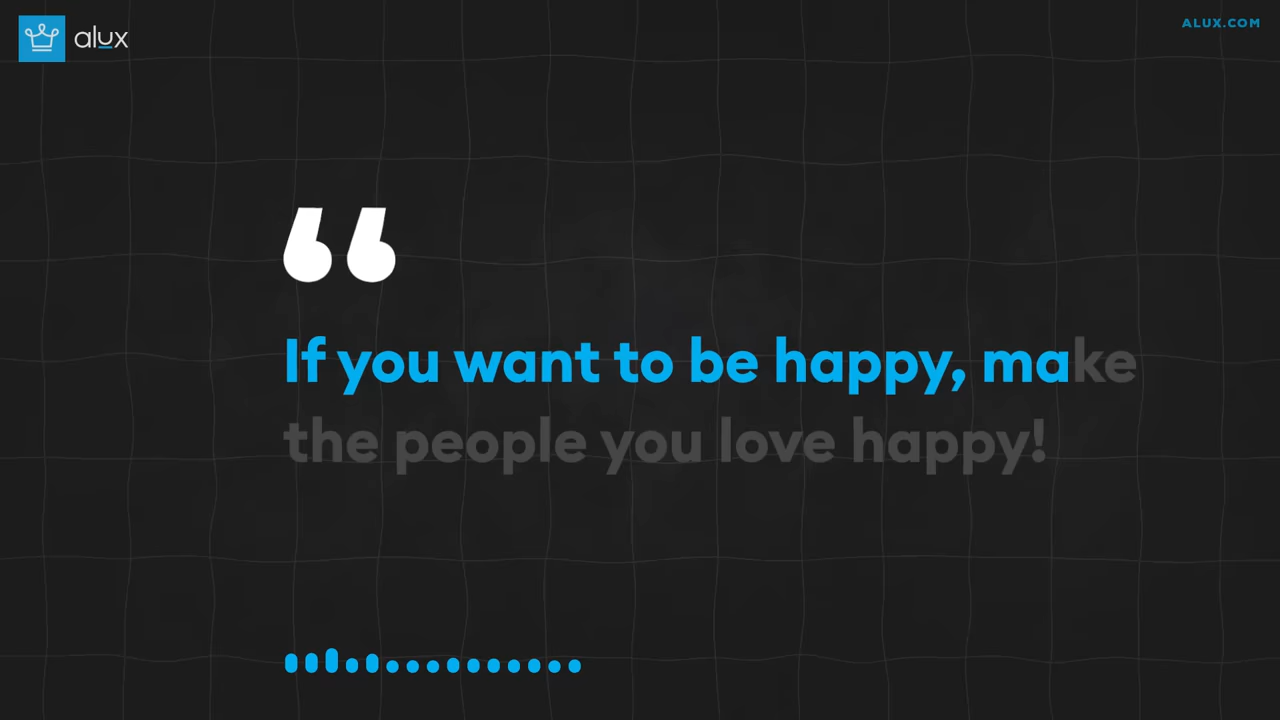 alux
ALUX.COM
“
If you want to be happy, make
the people you love happy!